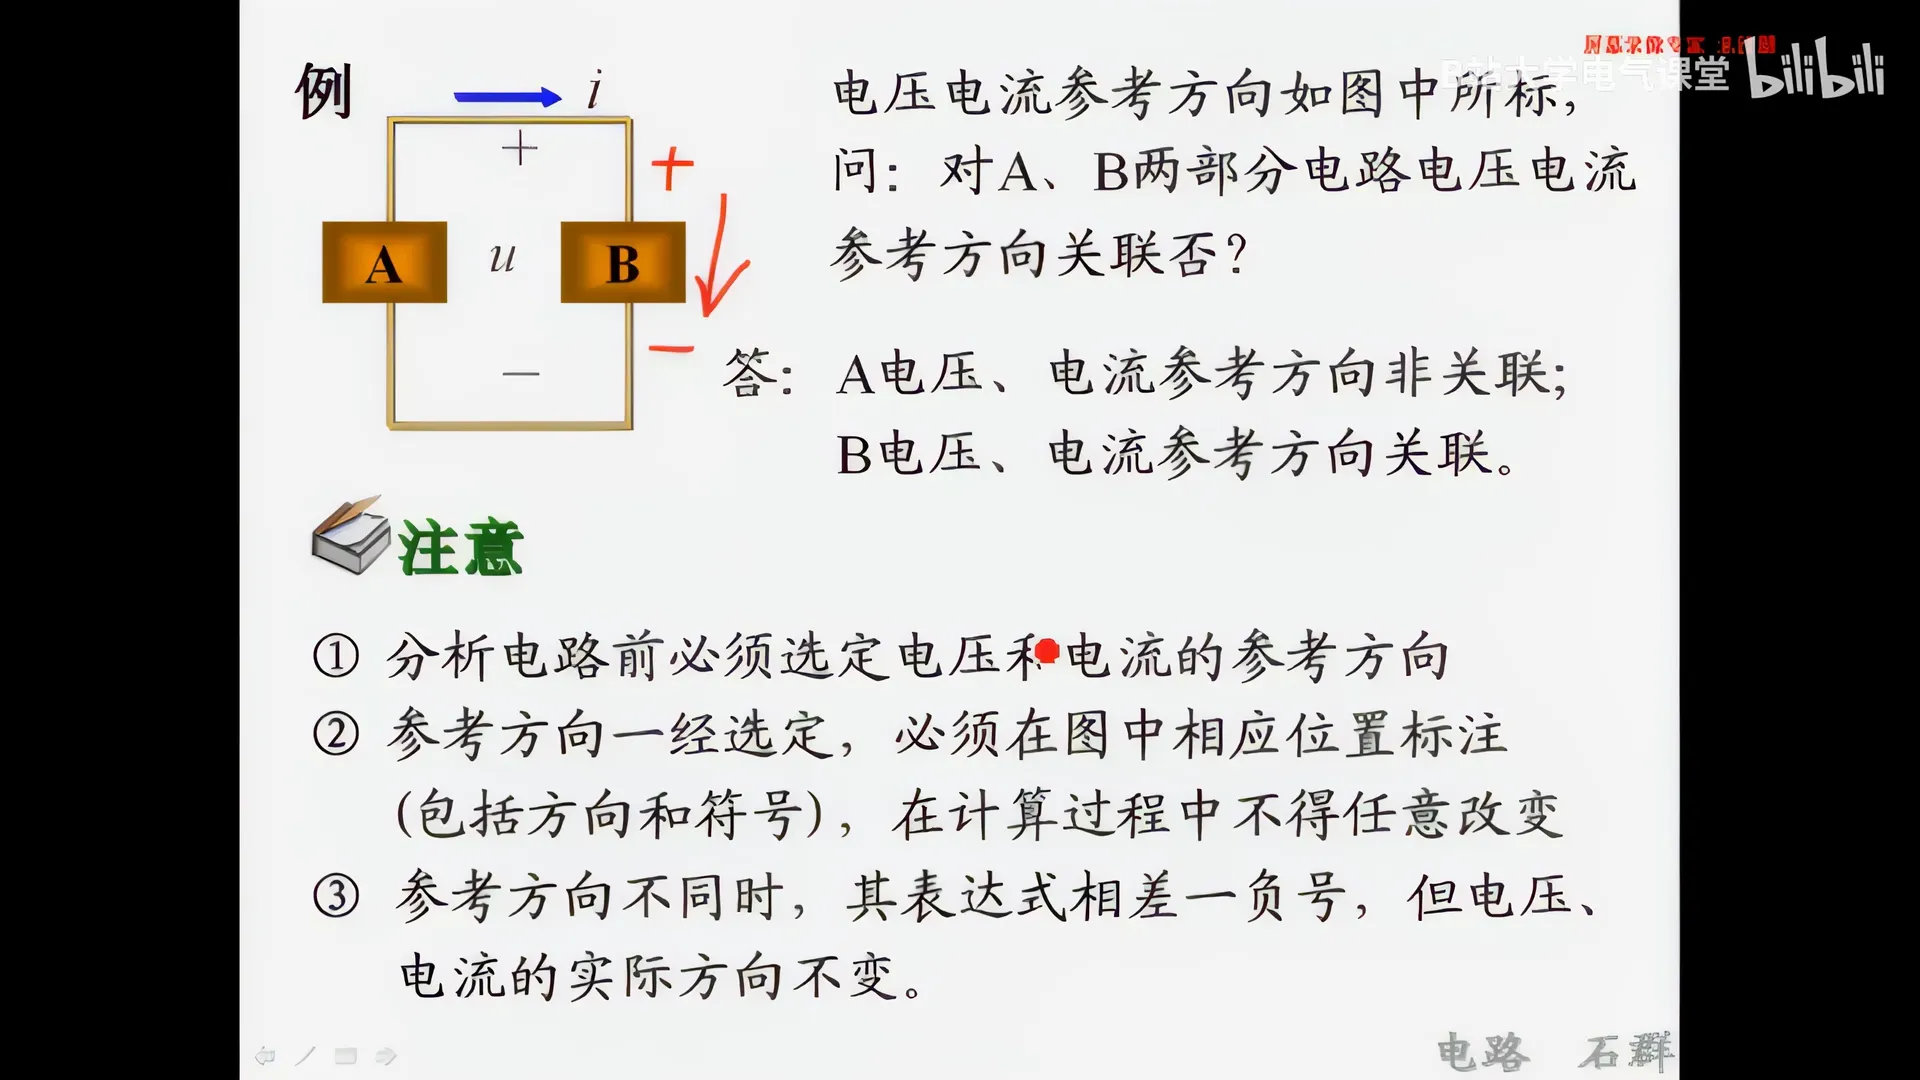 例
i
+
A
u
B
−
+
−
电压电流参考方向如图中所标，
问：对A、B两部分电路电压电流
参考方向关联否？
答：A电压、电流参考方向非关联；
B电压、电流参考方向关联。
注意
① 分析电路前必须选定电压和电流的参考方向
② 参考方向一经选定，必须在图中相应位置标注
(包括方向和符号)，在计算过程中不得任意改变
③ 参考方向不同时，其表达式相差一负号，但电压、
电流的实际方向不变。
电路 石群
B站大学电气课堂
bilibili